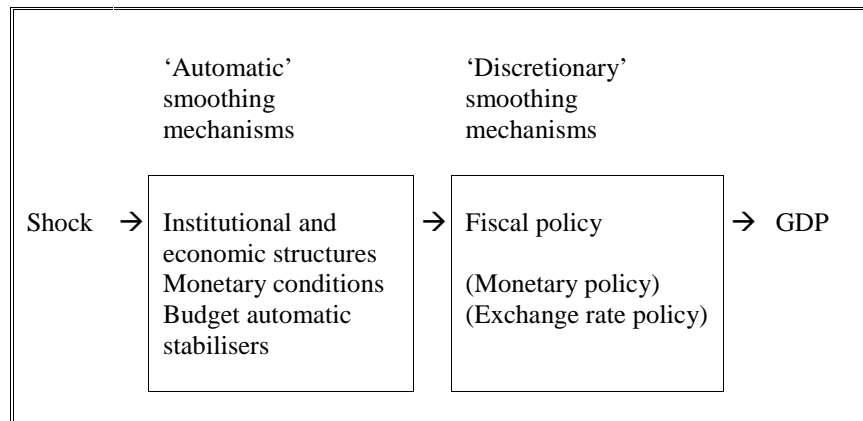 ‘Automatic’
smoothing
mechanisms
‘Discretionary’
smoothing
mechanisms
Shock →
Institutional and
economic structures
Monetary conditions
Budget automatic
stabilisers
→
Fiscal policy
(Monetary policy)
(Exchange rate policy)
→ GDP